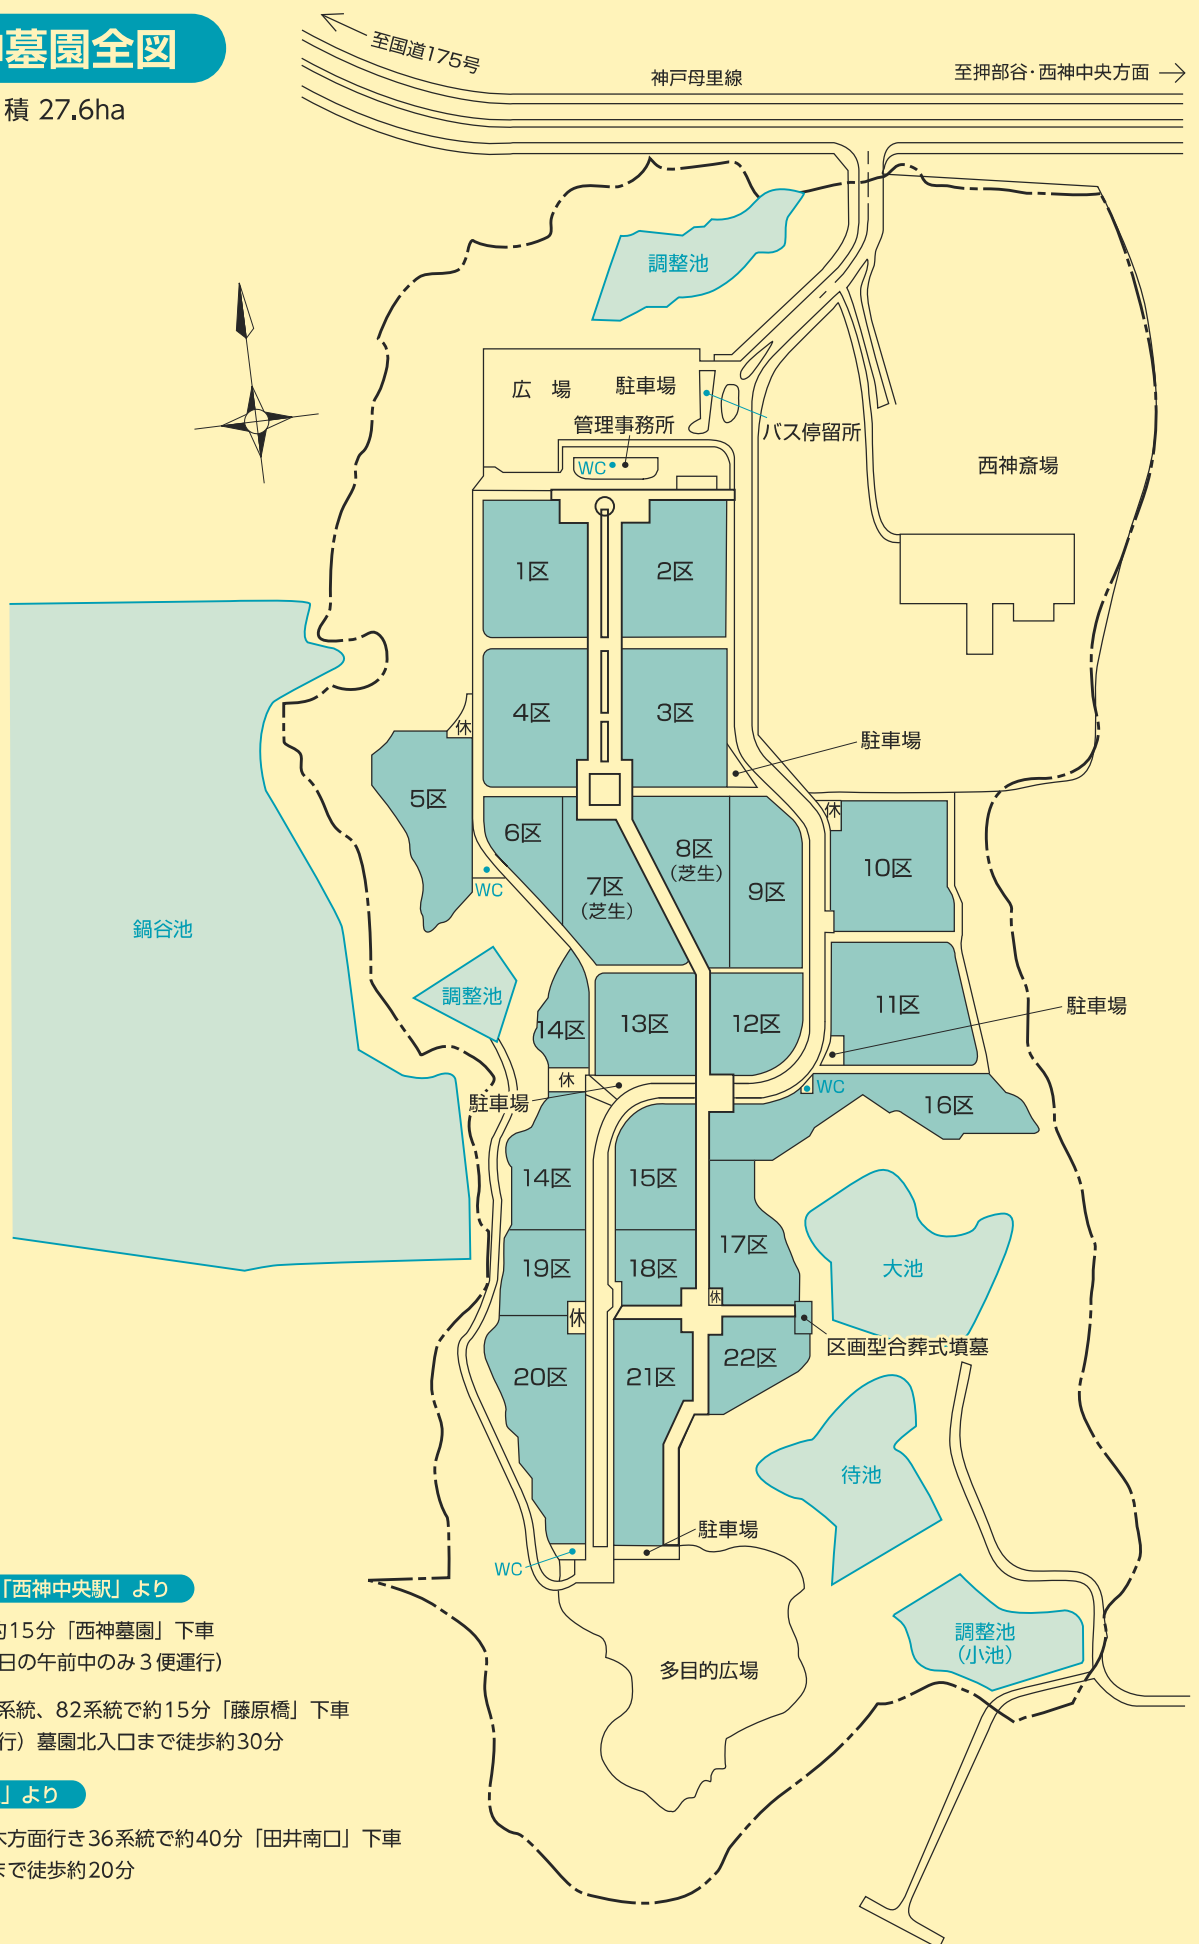 墓園全図
積 27.6ha
至国道175号
神戸母里線
至押部谷・西神中央方面
調整池
広 場
駐車場
管理事務所
WC
バス停留所
西神斎場
1区
2区
4区
3区
休
駐車場
5区
6区
7区
(芝生)
8区
(芝生)
9区
休
10区
WC
鍋谷池
調整池
14区
13区
12区
11区
駐車場
休
駐車場
WC
16区
14区
15区
17区
大池
19区
18区
休
休
区画型合葬式墳墓
20区
21区
22区
待池
駐車場
WC
調整池
(小池)
多目的広場
「西神中央駅」より
約15分「西神墓園」下車
日の午前中のみ3便運行)
系統、82系統で約15分「藤原橋」下車
行）墓園北入口まで徒歩約30分
」より
木方面行き36系統で約40分「田井南口」下車
まで徒歩約20分